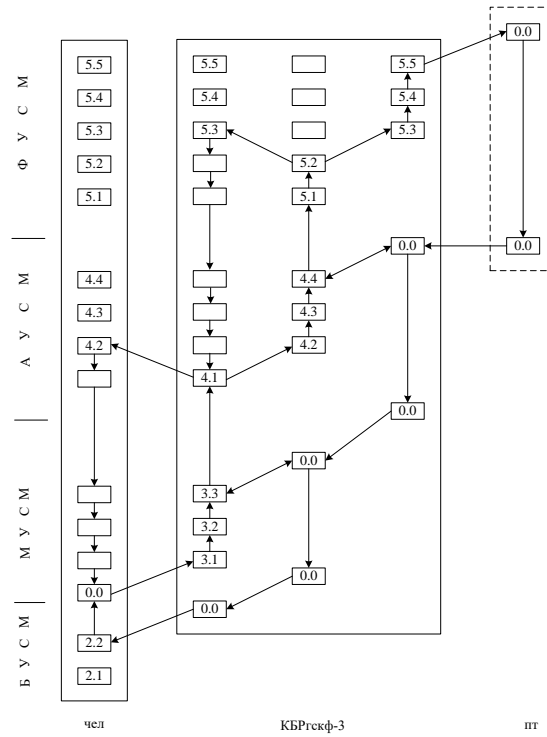 0.0
5.5 5.5 5.5
5.4 5.4 5.4
5.3 5.3 5.3
5.2 5.2
5.1 5.1
Ф У С М
0.0 0.0
4.4 4.4
4.3 4.3
4.2 4.2
4.1
А У С М
0.0
0.0
3.3
3.2
3.1
0.0
0.0
М У С М
0.0
2.2
2.1
Б У С М
чел КБРгскф-3 пт